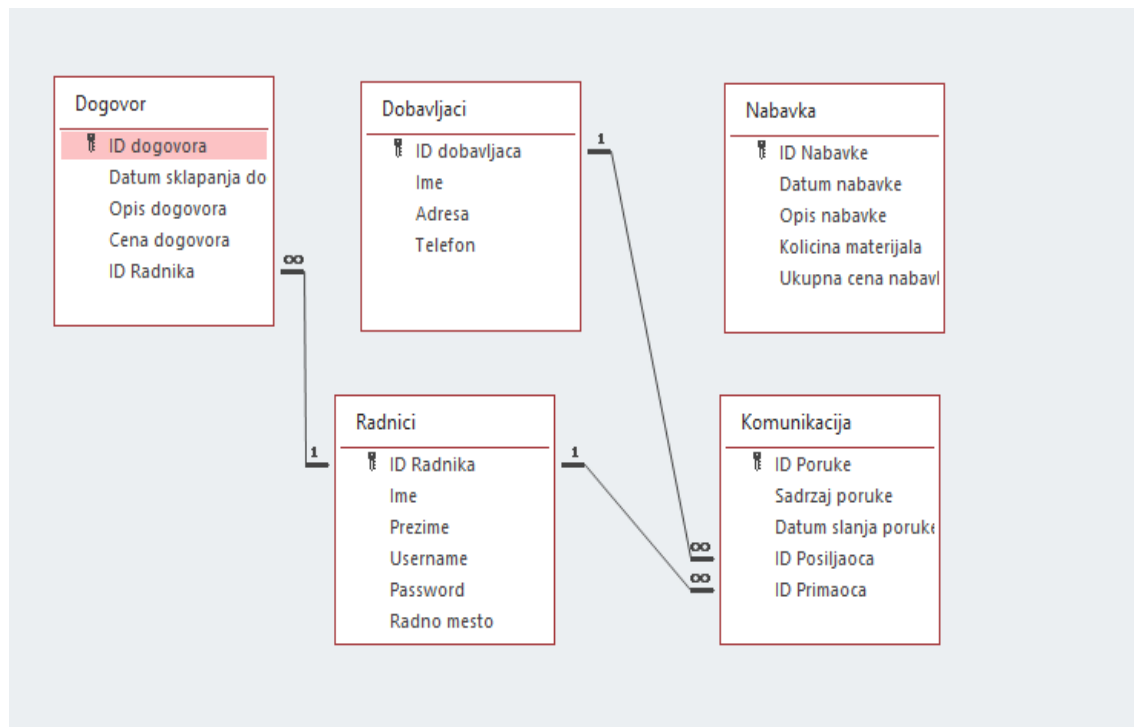 Dogovor
ID dogovora
Datum sklapanja do
Opis dogovora
Cena dogovora
ID Radnika
Dobavljaci
ID dobavljaca
Ime
Adresa
Telefon
Nabavka
ID Nabavke
Datum nabavke
Opis nabavke
Kolicina materijala
Ukupna cena nabavl
1
∞
1
Radnici
ID Radnika
Ime
Prezime
Username
Password
Radno mesto
1
Komunikacija
ID Poruke
Sadrzaj poruke
Datum slanja poruke
ID Posiljaoca
ID Primaoca
∞
∞